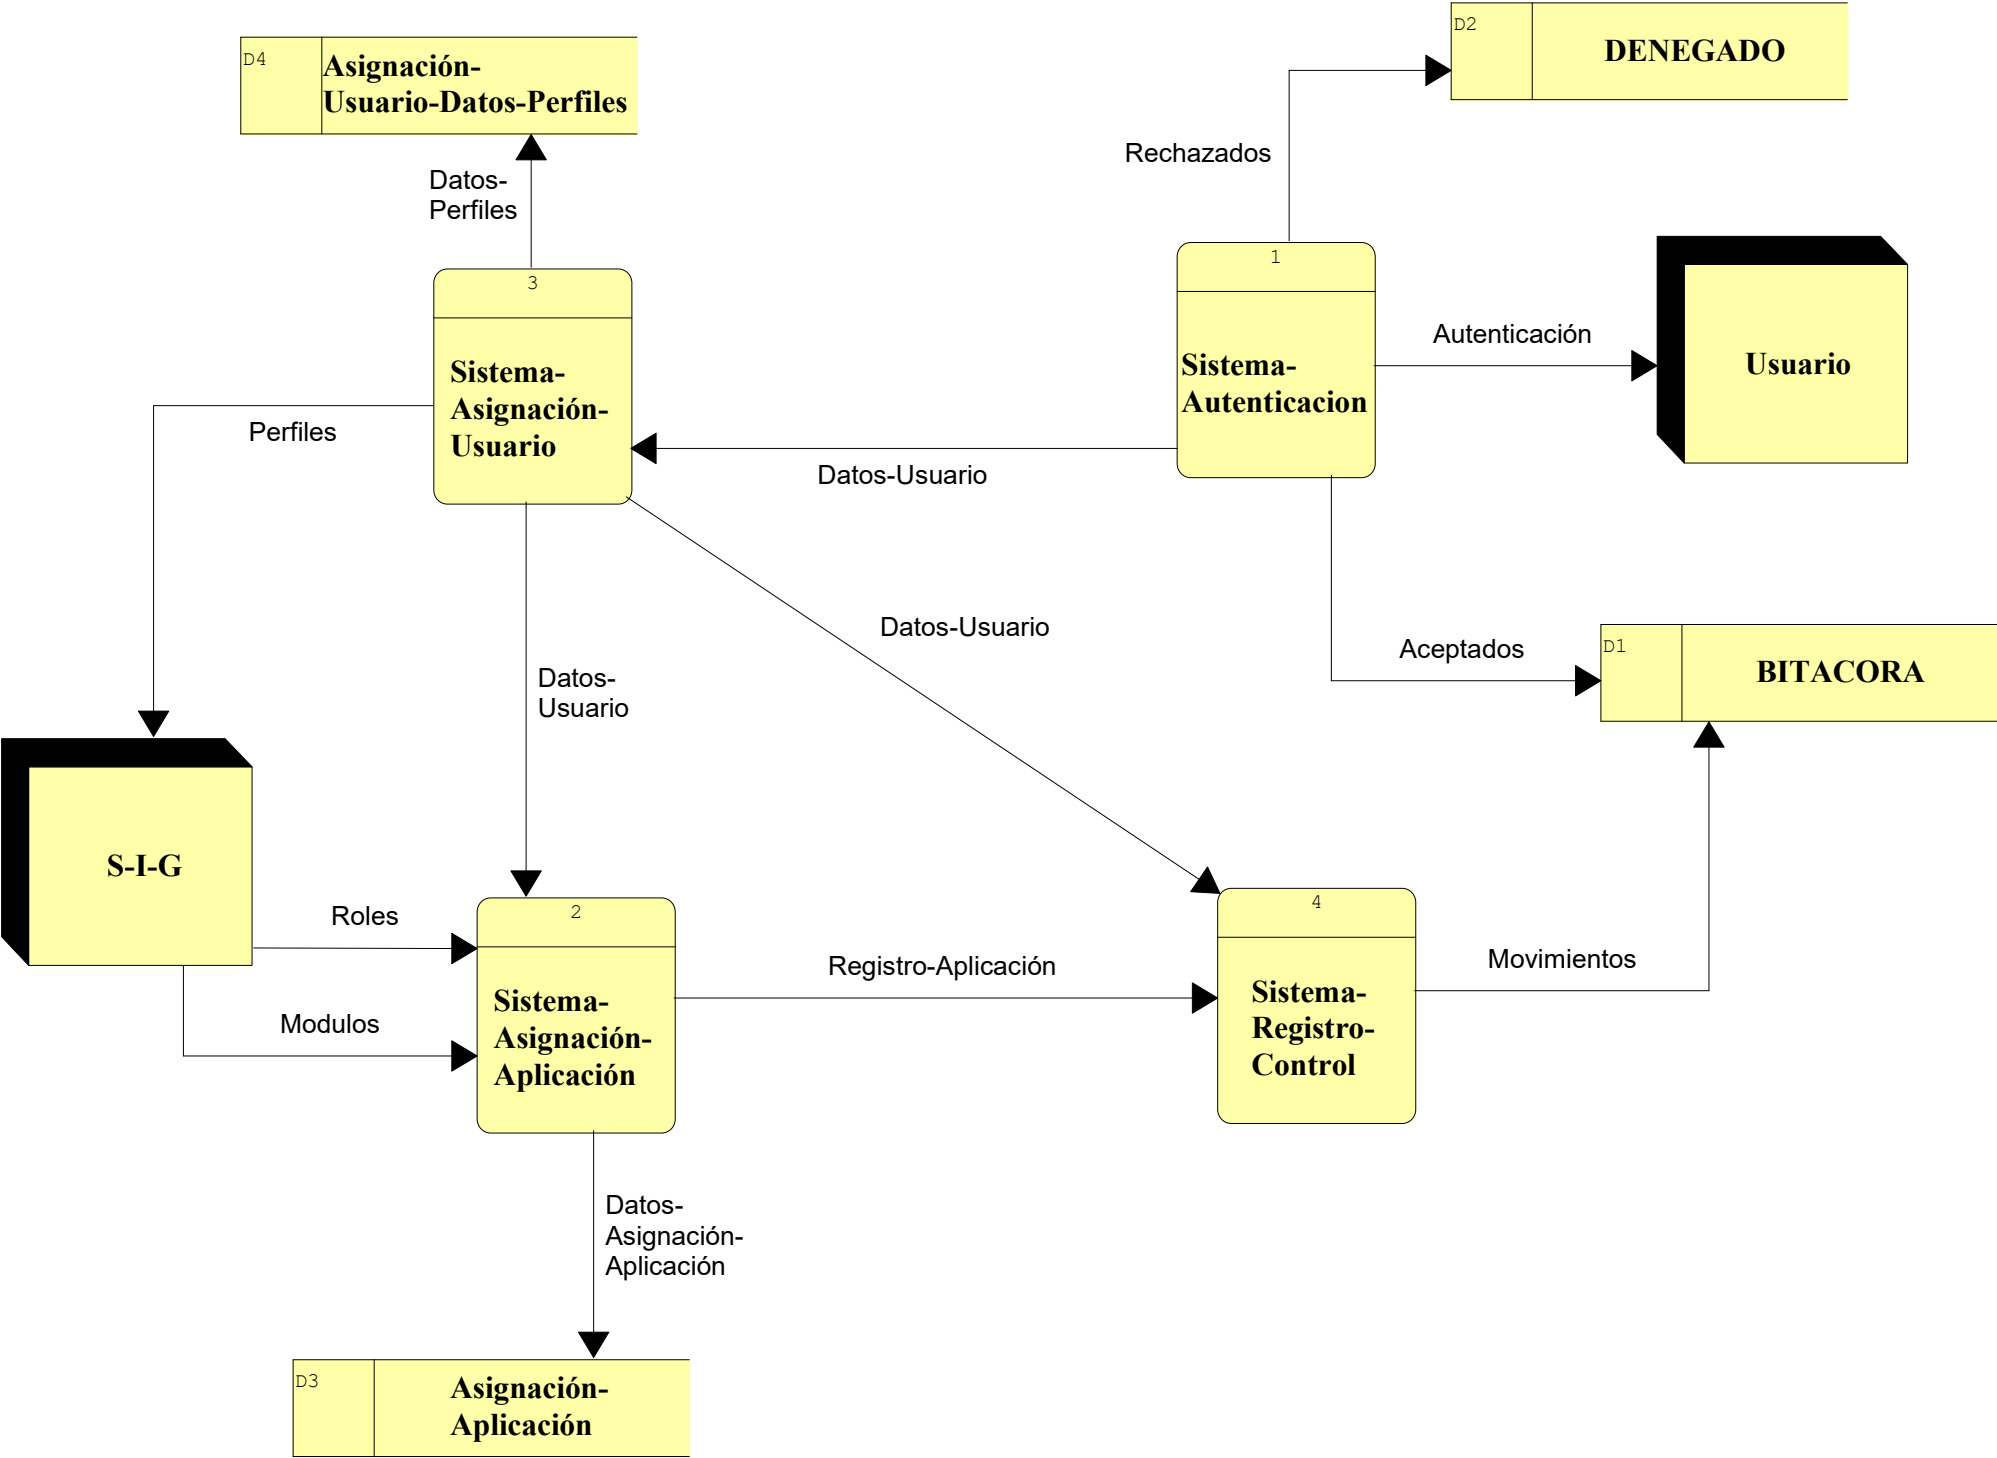 D2
DENEGADO
D4
Asignación-
Usuario-Datos-Perfiles
Rechazados
Datos-
Perfiles
1
Sistema-
Autenticacion
3
Sistema-
Asignación-
Usuario
Autenticación
Usuario
Perfiles
Datos-Usuario
Datos-Usuario
Aceptados
D1
BITACORA
Datos-
Usuario
S-I-G
Roles
Modulos
2
Sistema-
Asignación-
Aplicación
Registro-Aplicación
4
Sistema-
Registro-
Control
Movimientos
Datos-
Asignación-
Aplicación
D3
Asignación-
Aplicación